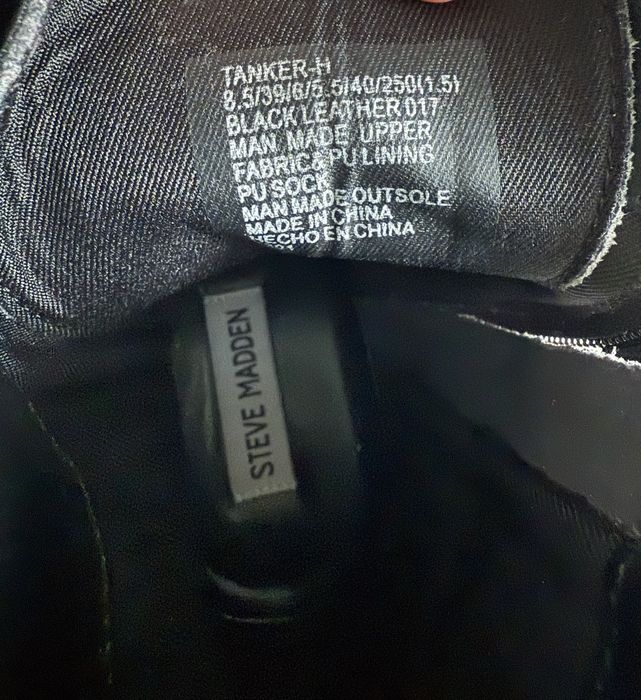 TANKER-H
8.5/39/6/5.5/40/250(1.5)
BLACK LEATHER 017
MAN MADE UPPER
FABRIC&PU LINING
PU SOCK
MAN MADE OUTSOLE
MADE IN CHINA
HECHO EN CHINA
STEVE MADDEN